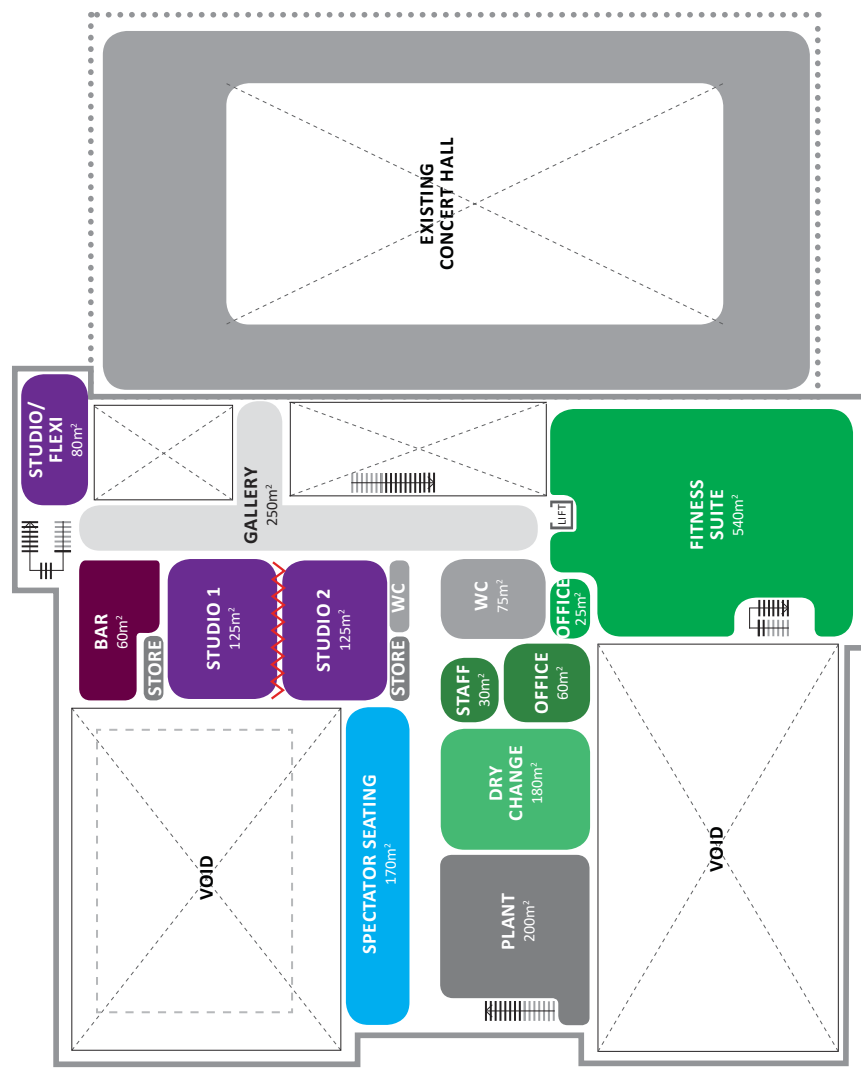 EXISTING
CONCERT HALL
STUDIO/
FLEXI
80m²
GALLERY
250m²
LIFT
FITNESS
SUITE
540m²
BAR
60m²
STORE
STUDIO 1
125m²
STUDIO 2
125m²
WC
STORE
WC
75m²
OFFICE
25m²
STAFF
30m²
OFFICE
60m²
DRY
CHANGE
180m²
VOID
SPECTATOR SEATING
170m²
PLANT
200m²
VOID